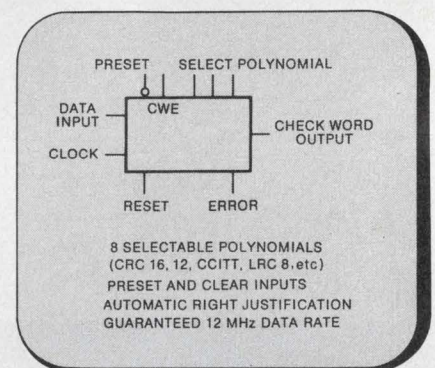 PRESET SELECT POLYNOMIAL
CWE
DATA
INPUT
CHECK WORD
OUTPUT
CLOCK
RESET ERROR
8 SELECTABLE POLYNOMIALS
(CRC 16, 12, CCITT, LRC 8, etc)
PRESET AND CLEAR INPUTS
AUTOMATIC RIGHT JUSTIFICATION
GUARANTEED 12 MHz DATA RATE